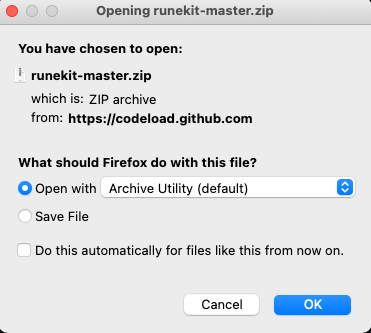 Opening runekit-master.zip
You have chosen to open:
runekit-master.zip
which is: ZIP archive
from: https://codeload.github.com
What should Firefox do with this file?
Open with Archive Utility (default)
Save File
Do this automatically for files like this from now on.
Cancel OK